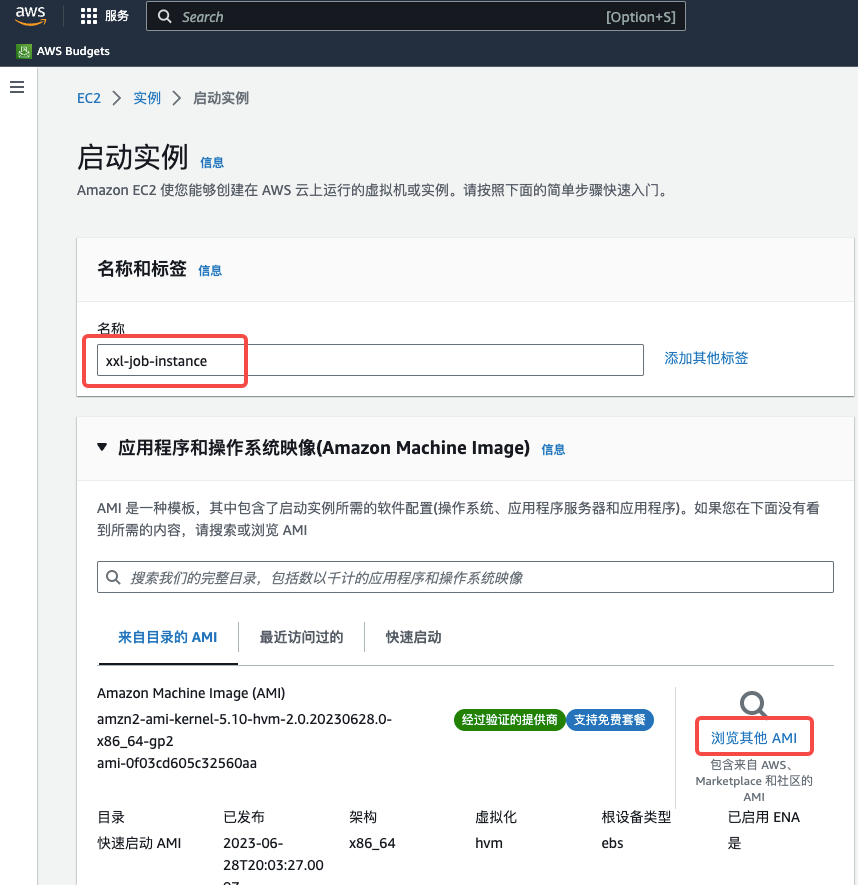 aws
服务
Search
[Option+S]
AWS Budgets
EC2 > 实例 > 启动实例
启动实例 信息
Amazon EC2 使您能够创建在 AWS 云上运行的虚拟机或实例。请按照下面的简单步骤快速入门。
名称和标签 信息
名称
xxl-job-instance
添加其他标签
应用程序和操作系统映像(Amazon Machine Image) 信息
AMI 是一种模板，其中包含了启动实例所需的软件配置(操作系统、应用程序服务器和应用程序)。如果您在下面没有看
到所需的内容，请搜索或浏览 AMI
搜索我们的完整目录，包括数以千计的应用程序和操作系统映像
来自目录的 AMI
最近访问过的
快速启动
Amazon Machine Image (AMI)
amzn2-ami-kernel-5.10-hvm-2.0.20230628.0-
x86_64-gp2
ami-0f03cd605c32560aa
经过验证的提供商
支持免费套餐
浏览其他 AMI
包含来自 AWS、
Marketplace 和社区的
AMI
目录
已发布
架构
虚拟化
根设备类型
已启用 ENA
快速启动 AMI
2023-06-
28T20:03:27.00
x86_64
hvm
ebs
是